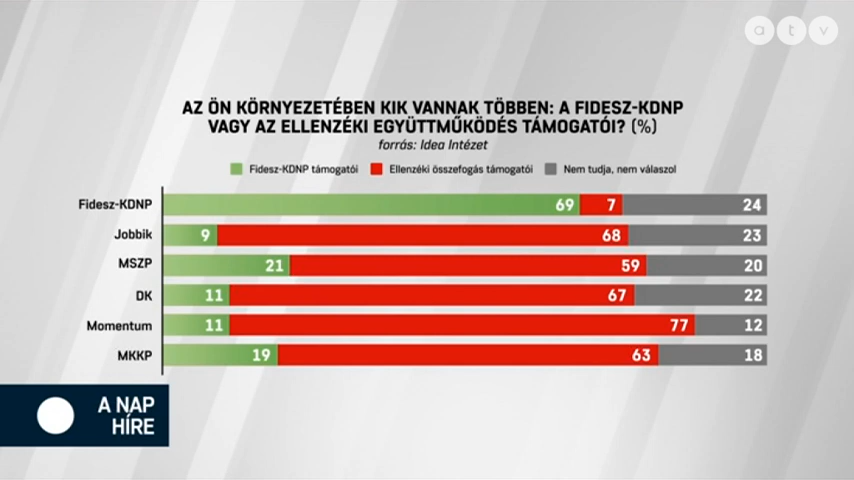 atv
AZ ÖN KÖRNYEZETÉBEN KIK VANNAK TÖBBEN: A FIDESZ-KDNP
VAGY AZ ELLENZÉKI EGYÜTTMŰKÖDÉS TÁMOGATÓI? (%)
forrás: Idea Intézet
Fidesz-KDNP támogatói Ellenzéki összefogás támogatói Nem tudja, nem válaszol
Fidesz-KDNP 69 7 24
Jobbik 9 68 23
MSZP 21 59 20
DK 11 67 22
Momentum 11 77 12
MKKP 19 63 18
A NAP
HÍRE